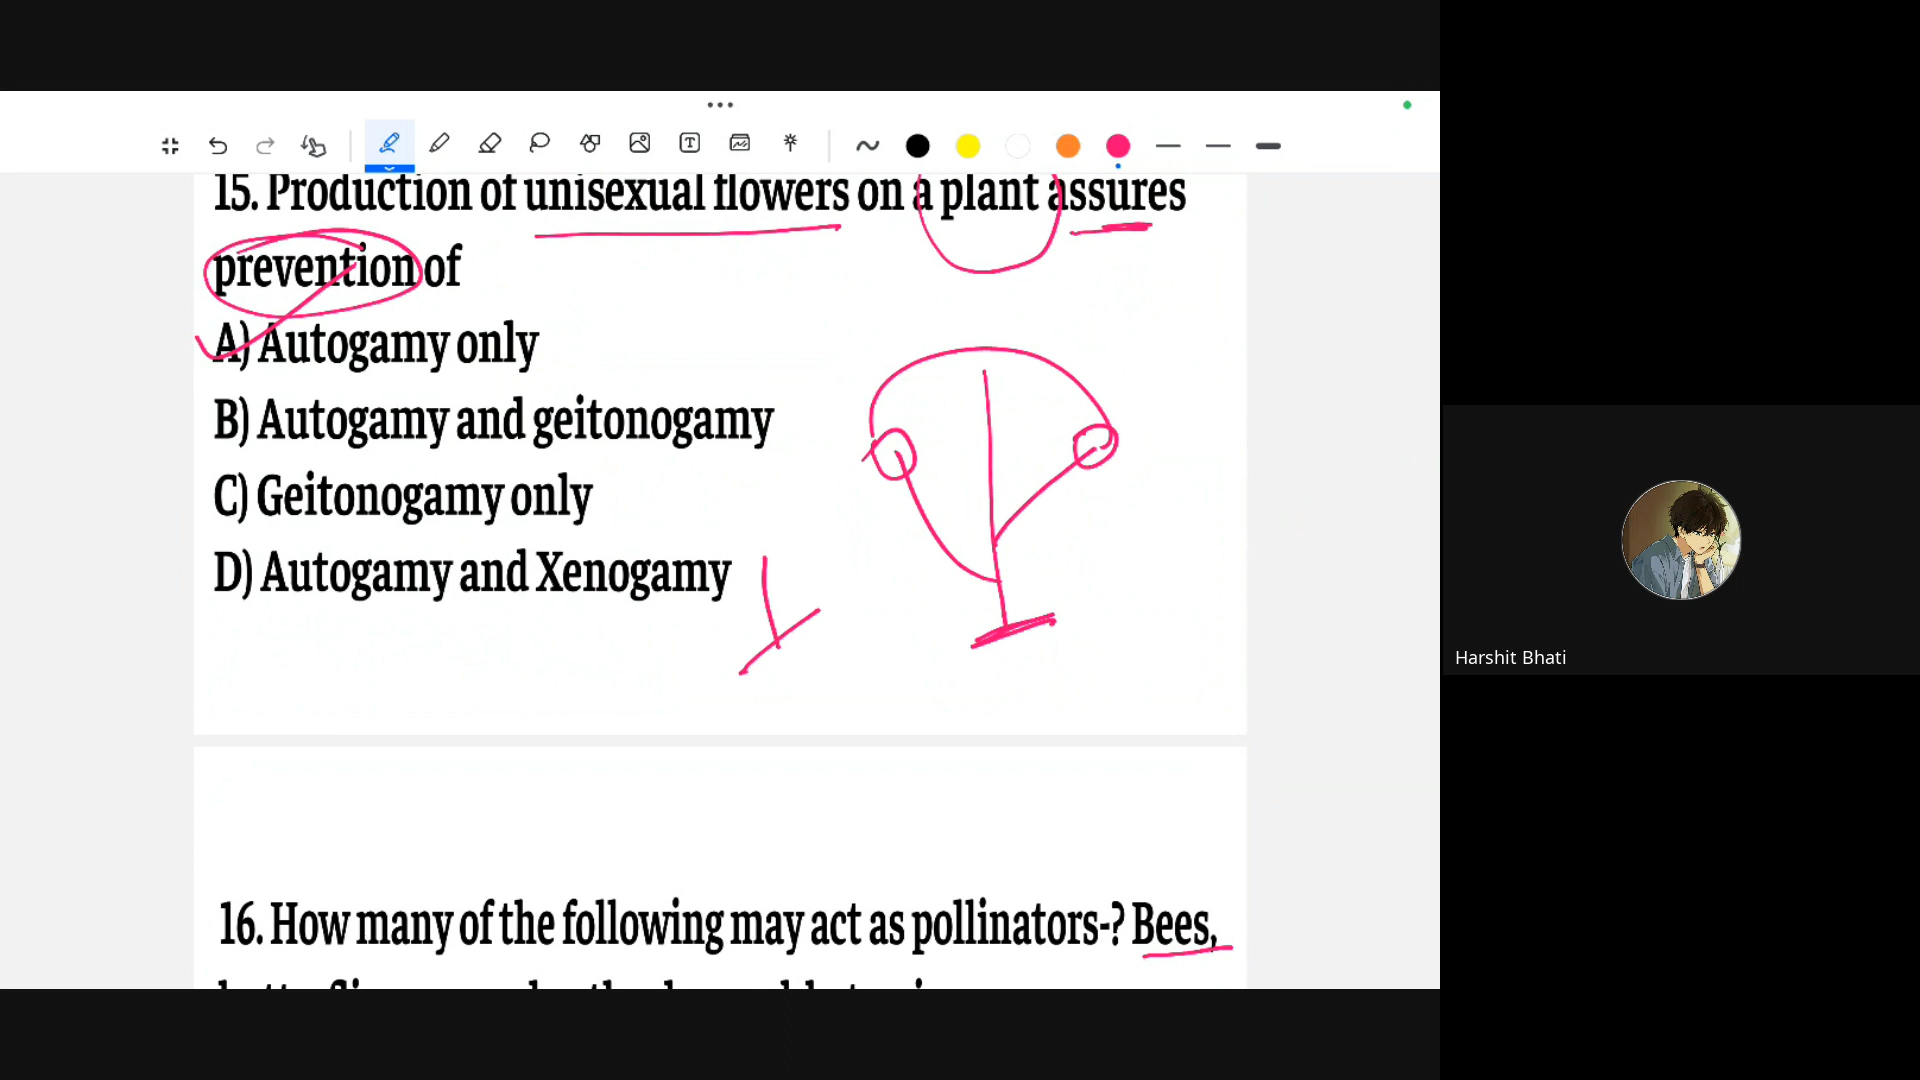 15. Production of unisexual flowers on a plant assures
prevention of
A) Autogamy only
B) Autogamy and geitonogamy
C) Geitonogamy only
D) Autogamy and Xenogamy
16. How many of the following may act as pollinators-? Bees,
Harshit Bhati